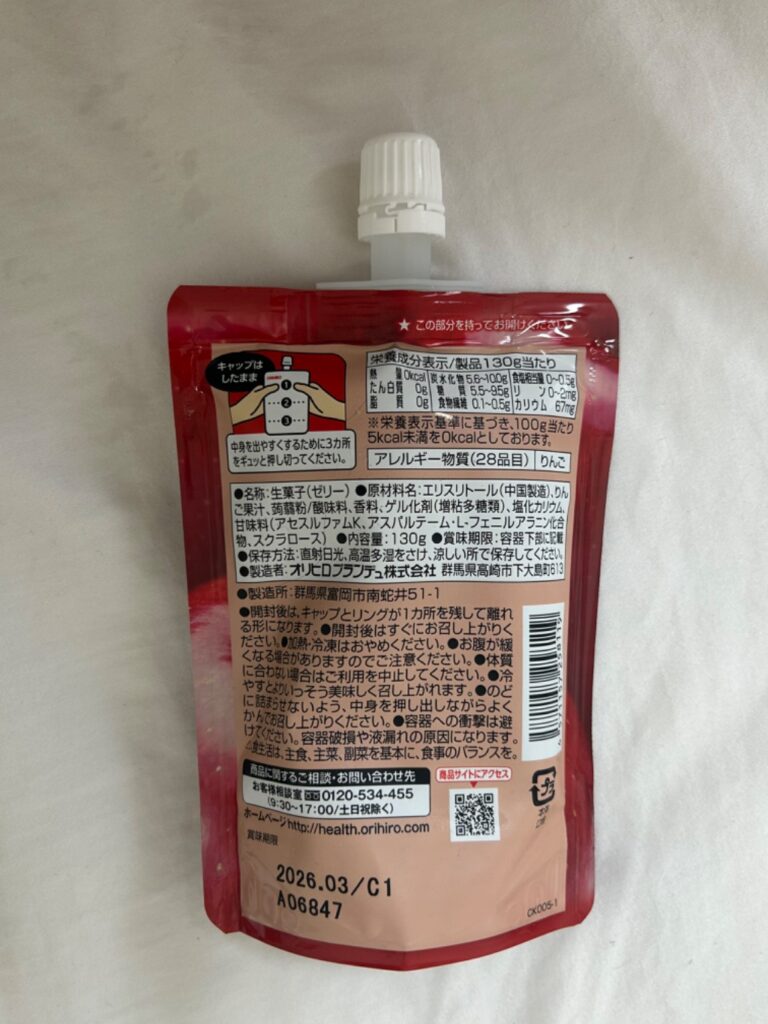 ★ この部分を持ってお開けください
キャップは
したまま
①
②
③
中身を出やすくするために3カ所
をギュッと押し切ってください。
栄養成分表示/製品130g当たり
熱量 0kcal 炭水化物 5.6~10.0g 食塩相当量 0~0.5g
たん白質 0g 糖質 5.5~9.5g リン 0~2mg
脂質 0g 食物繊維 0.1~0.5g カリウム 67mg
※栄養表示基準に基づき、100g当たり
5kcal未満を0kcalとしております。
アレルギー物質(28品目) りんご
●名称:生菓子(ゼリー) ●原材料名:エリスリトール(中国製造)、りん
ご果汁、蒟蒻粉/酸味料、香料、ゲル化剤(増粘多糖類)、塩化カリウム、
甘味料(アセスルファムK、アスパルテーム・L-フェニルアラニン化合
物、スクラロース) ●内容量:130g ●賞味期限:容器下部に記載
●保存方法:直射日光、高温多湿をさけ、涼しい所で保存してください。
●製造者:オリヒロプランデュ株式会社 群馬県高崎市下大島町613
●製造所:群馬県富岡市南蛇井51-1
●開封後は、キャップとリングが1カ所を残して離れ
る形になります。●開封後はすぐにお召し上がりく
ださい。●加熱・冷凍はおやめください。●お腹が緩
くなる場合がありますのでご注意ください。●体質
に合わない場合はご利用を中止してください。●冷
やすとよりいっそう美味しく召し上がれます。●のど
に詰まらせないよう、中身を押し出しながらよく
かんでお召し上がりください。●容器への衝撃は避
けてください。容器破損や液漏れの原因になります。
△食生活は、主食、主菜、副菜を基本に、食事のバランスを。
商品に関するご相談・お問い合わせ先
お客様相談室 0120-534-455
(9:30~17:00/土日祝除く)
ホームページhttp://health.orihiro.com
商品サイトにアクセス
プラ
賞味期限
2026.03/C1
A06847
CK005-1